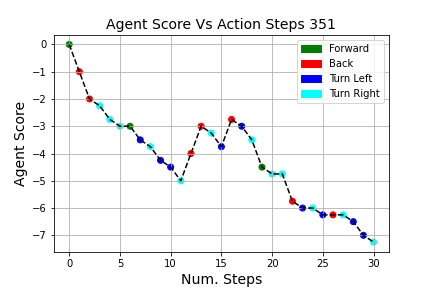 Agent Score Vs Action Steps 351
Forward
Back
Turn Left
Turn Right
0
−1
−2
−3
−4
−5
−6
−7
Agent Score
0 5 10 15 20 25 30
Num. Steps